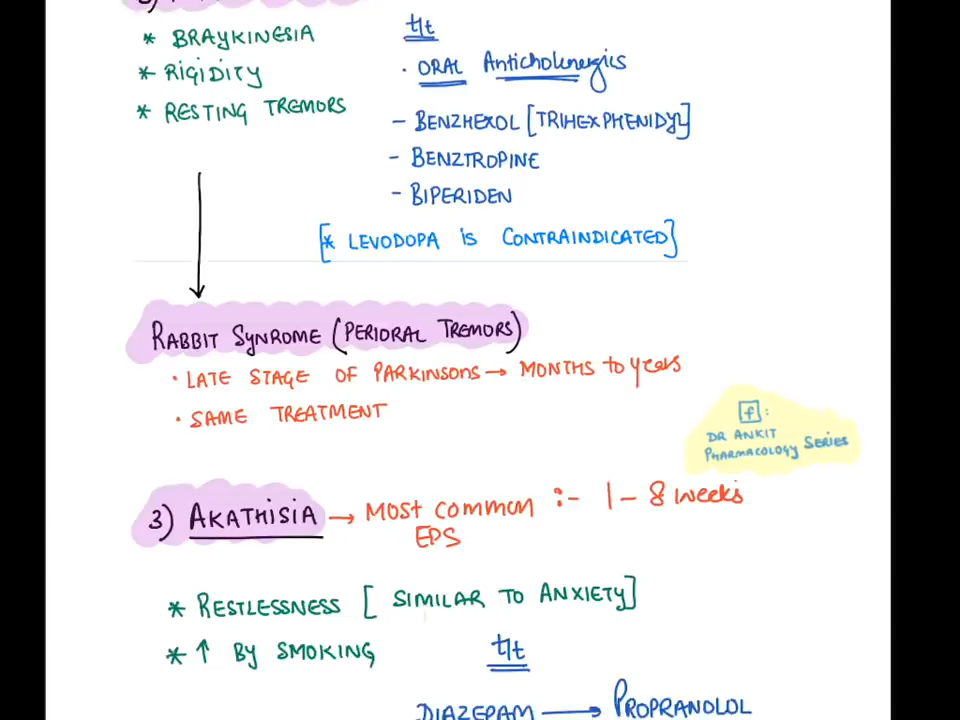 * BRAYKINESIA
* RIGIDITY
* RESTING TREMORS
t/t
· ORAL Anticholenergics
- BENZHEXOL [TRIHEXPHENIDYL]
- BENZTROPINE
- BIPERIDEN
[* LEVODOPA is CONTRAINDICATED]
RABBIT SYNROME (PERIORAL TREMORS)
· LATE STAGE OF PARKINSONS → MONTHS to years
· SAME TREATMENT
f :
DR ANKIT
PHARMACOLOGY SERIES
3) AKATHISIA → MOST COMMON :- 1 - 8 weeks
EPS
* RESTLESSNESS [ SIMILAR TO ANXIETY]
* ↑ BY SMOKING
t/t
DIAZEPAM → PROPRANOLOL